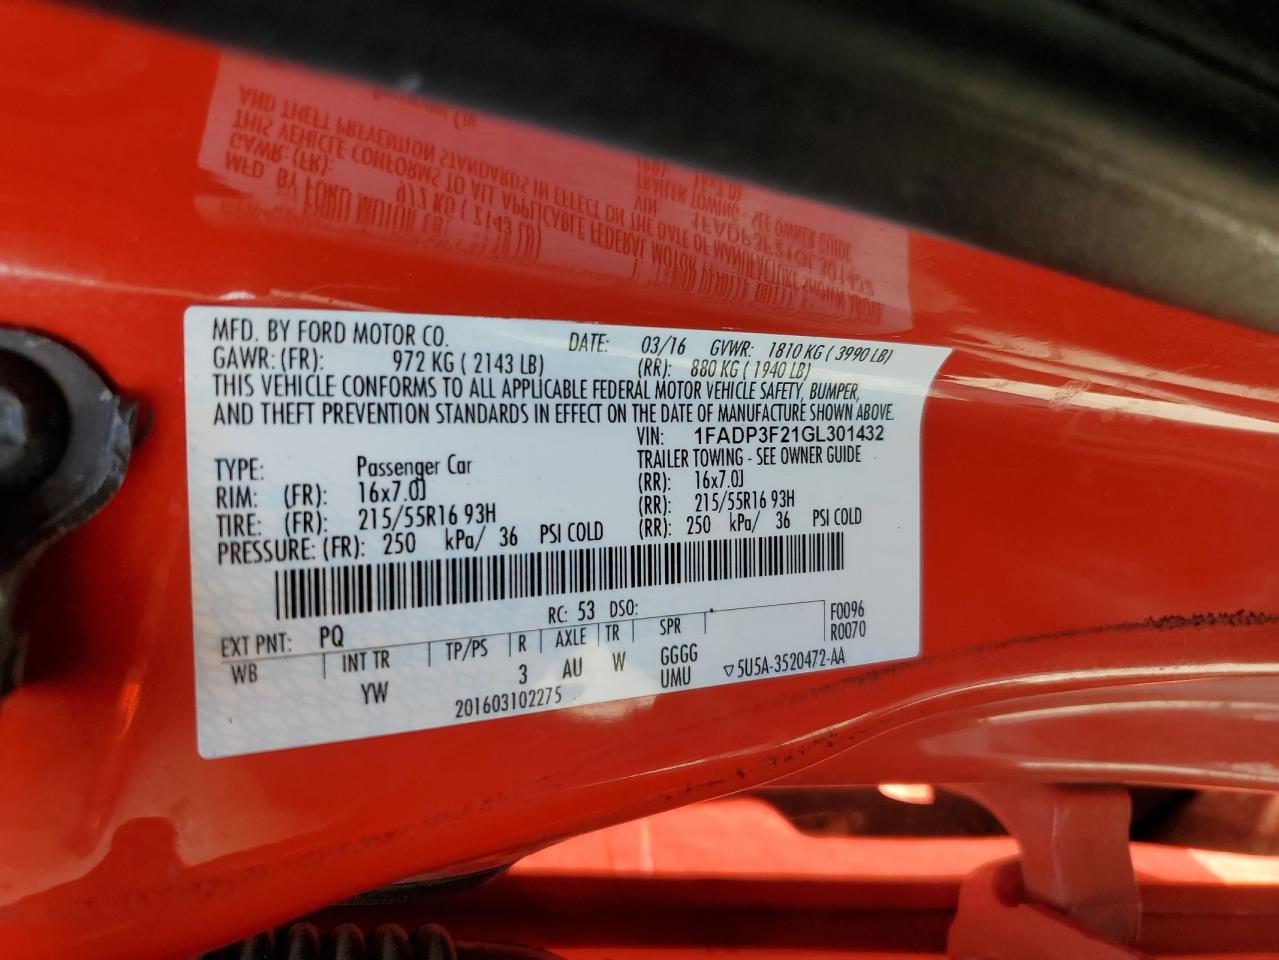 MFD. BY FORD MOTOR CO. DATE: 03/16 GVWR: 1810 KG ( 3990 LB)
GAWR: (FR): 972 KG ( 2143 LB) (RR): 880 KG ( 1940 LB)
THIS VEHICLE CONFORMS TO ALL APPLICABLE FEDERAL MOTOR VEHICLE SAFETY, BUMPER,
AND THEFT PREVENTION STANDARDS IN EFFECT ON THE DATE OF MANUFACTURE SHOWN ABOVE.
VIN: 1FADP3F21GL301432
TYPE: Passenger Car TRAILER TOWING - SEE OWNER GUIDE
RIM: (FR): 16x7.0J (RR): 16x7.0J
TIRE: (FR): 215/55R16 93H (RR): 215/55R16 93H
PRESSURE: (FR): 250 kPa/ 36 PSI COLD (RR): 250 kPa/ 36 PSI COLD
RC: 53 DSO: F0096
EXT PNT: PQ R0070
WB INT TR TP/PS R AXLE TR SPR
YW 3 AU W GGGG
UMU ▽5U5A-3520472-AA
201603102275